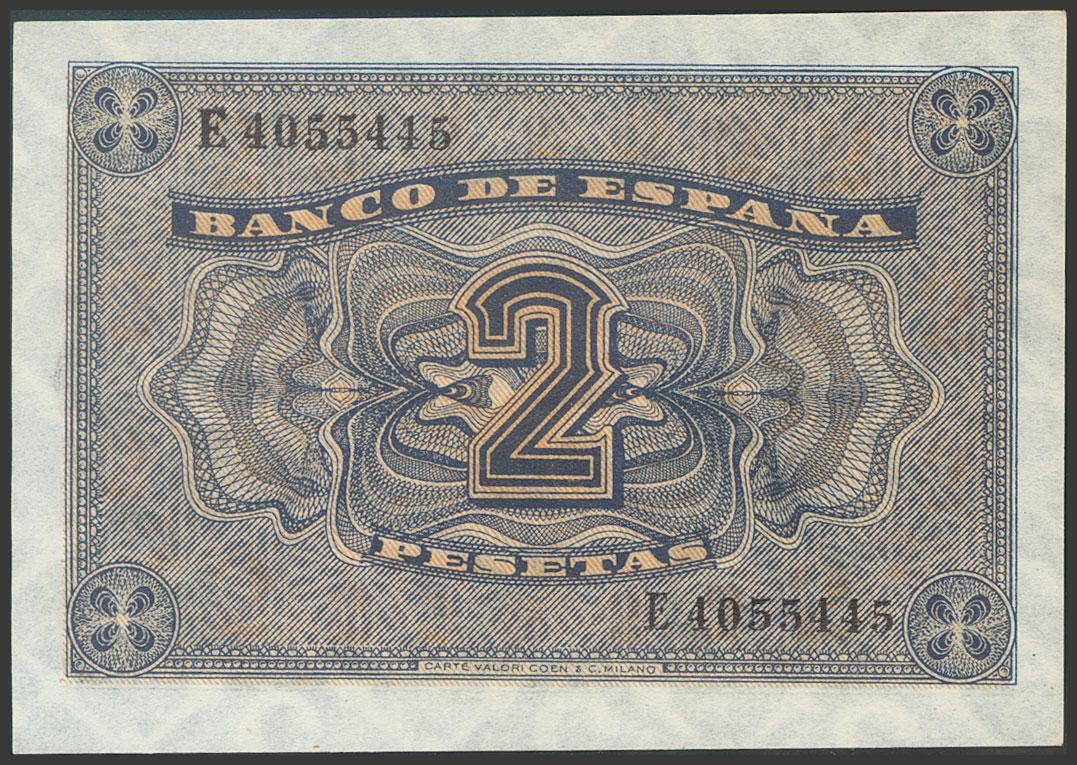 E 4055445
BANCO DE ESPAÑA
2
PESETAS
E 4055445
CARTE VALORI COEN & C. MILANO